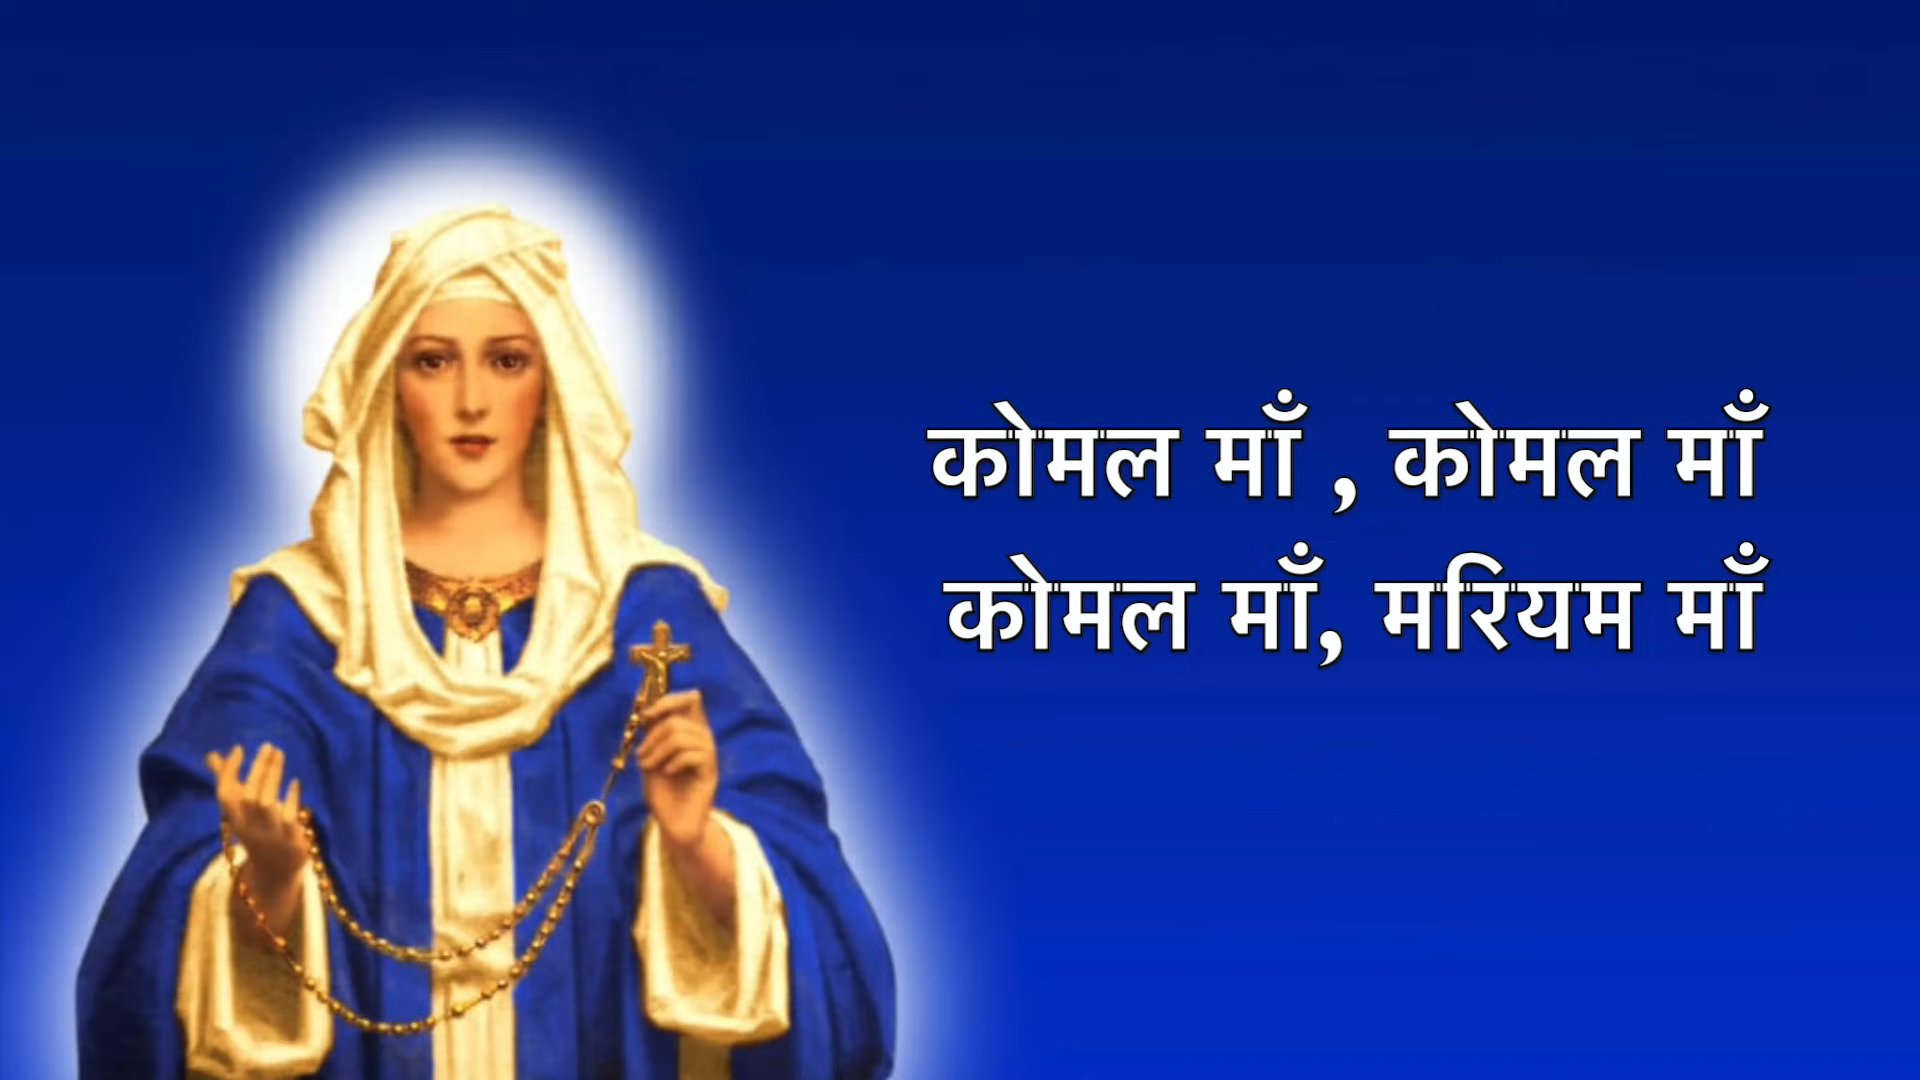 कोमल माँ , कोमल माँ
कोमल माँ, मरियम माँ